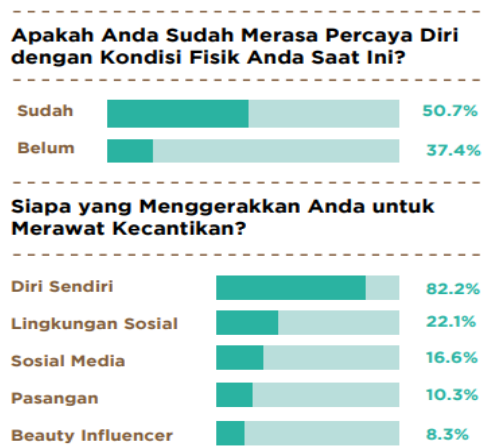 Apakah Anda Sudah Merasa Percaya Diri
dengan Kondisi Fisik Anda Saat Ini?
Sudah 50.7%
Belum 37.4%
Siapa yang Menggerakkan Anda untuk
Merawat Kecantikan?
Diri Sendiri 82.2%
Lingkungan Sosial 22.1%
Sosial Media 16.6%
Pasangan 10.3%
Beauty Influencer 8.3%